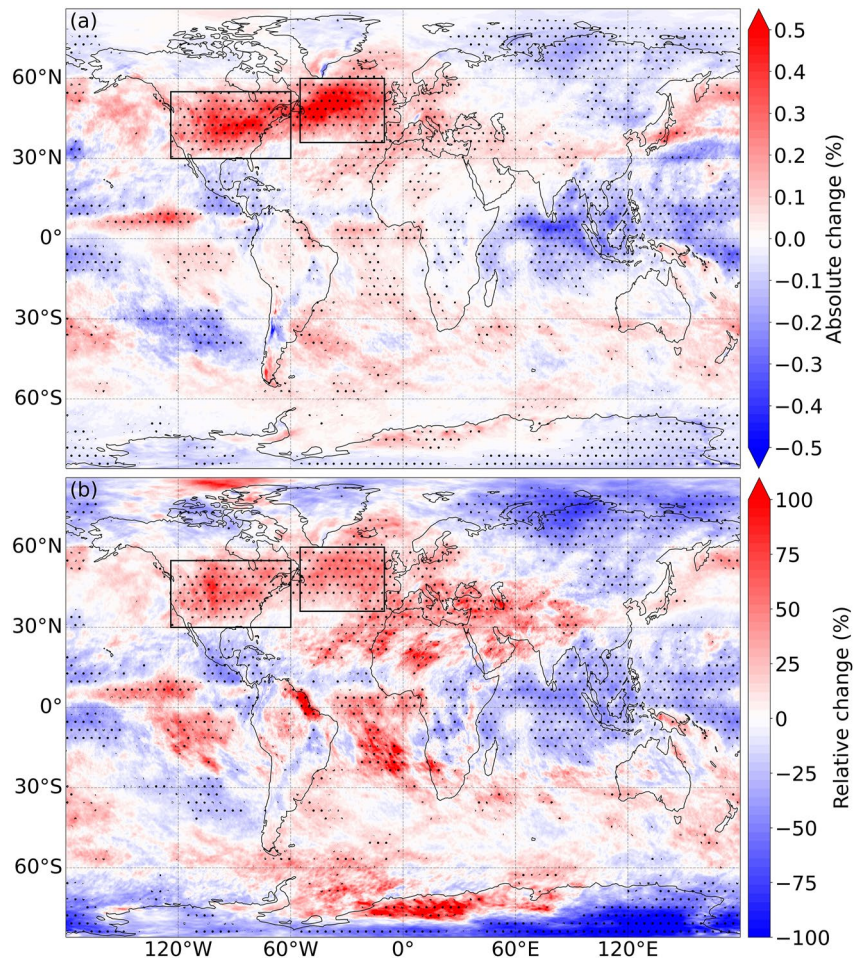 (a)
60°N
30°N
0°
30°S
60°S
0.5
0.4
0.3
0.2
0.1
0.0
−0.1
−0.2
−0.3
−0.4
−0.5
Absolute change (%)
(b)
60°N
30°N
0°
30°S
60°S
120°W 60°W 0° 60°E 120°E
100
75
50
25
0
−25
−50
−75
−100
Relative change (%)